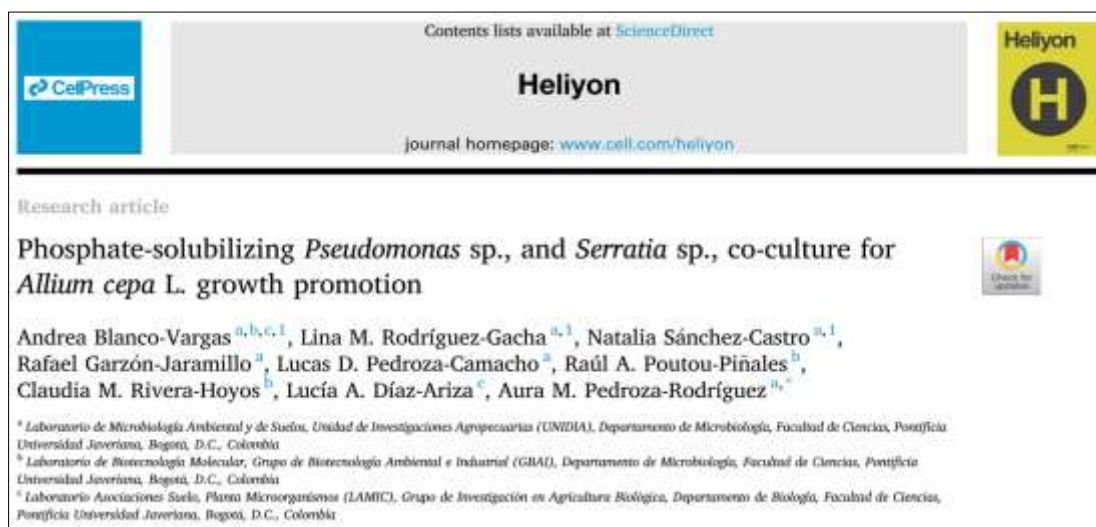 Contents lists available at ScienceDirect
CelPress
Heliyon
journal homepage: www.cell.com/heliyon
Heliyon
H
Research article
Phosphate-solubilizing Pseudomonas sp., and Serratia sp., co-culture for
Allium cepa L. growth promotion
Check for
updates
Andrea Blanco-Vargas a,b,c,1, Lina M. Rodríguez-Gacha a,1, Natalia Sánchez-Castro a,1,
Rafael Garzón-Jaramillo a, Lucas D. Pedroza-Camacho a, Raúl A. Poutou-Piñales b,
Claudia M. Rivera-Hoyos b, Lucía A. Díaz-Ariza c, Aura M. Pedroza-Rodríguez a,*
a Laboratorio de Microbiología Ambiental y de Suelos, Unidad de Investigaciones Agropecuarias (UNIDIA), Departamento de Microbiología, Facultad de Ciencias, Pontificia
Universidad Javeriana, Bogotá, D.C., Colombia
b Laboratorio de Biotecnología Molecular, Grupo de Biotecnología Ambiental e Industrial (GBAI), Departamento de Microbiología, Facultad de Ciencias, Pontificia
Universidad Javeriana, Bogotá, D.C., Colombia
c Laboratorio Asociaciones Suelo, Planta Microorganismos (LAMIC), Grupo de Investigación en Agricultura Biológica, Departamento de Biología, Facultad de Ciencias,
Pontificia Universidad Javeriana, Bogotá, D.C., Colombia